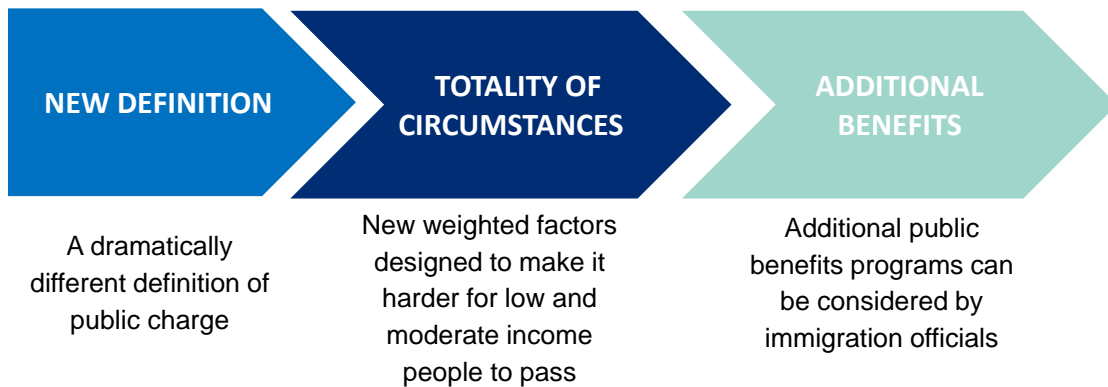 NEW DEFINITION
A dramatically
different definition of
public charge
TOTALITY OF
CIRCUMSTANCES
New weighted factors
designed to make it
harder for low and
moderate income
people to pass
ADDITIONAL
BENEFITS
Additional public
benefits programs can
be considered by
immigration officials